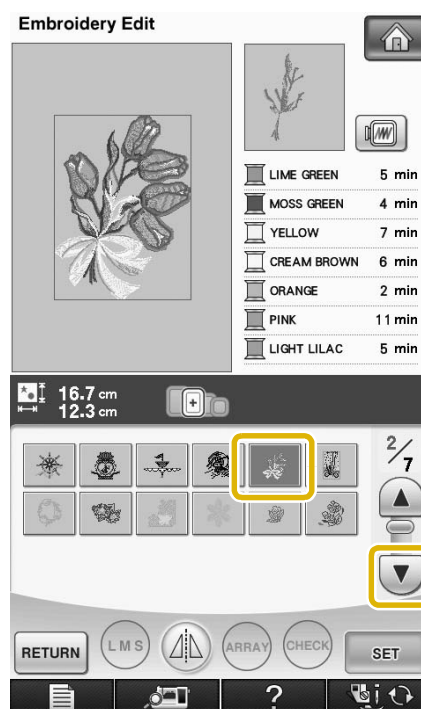 Embroidery Edit
LIME GREEN 5 min
MOSS GREEN 4 min
YELLOW 7 min
CREAM BROWN 6 min
ORANGE 2 min
PINK 11 min
LIGHT LILAC 5 min
16.7 cm
12.3 cm
2/7
RETURN
L M S
ARRAY
CHECK
SET
?
i